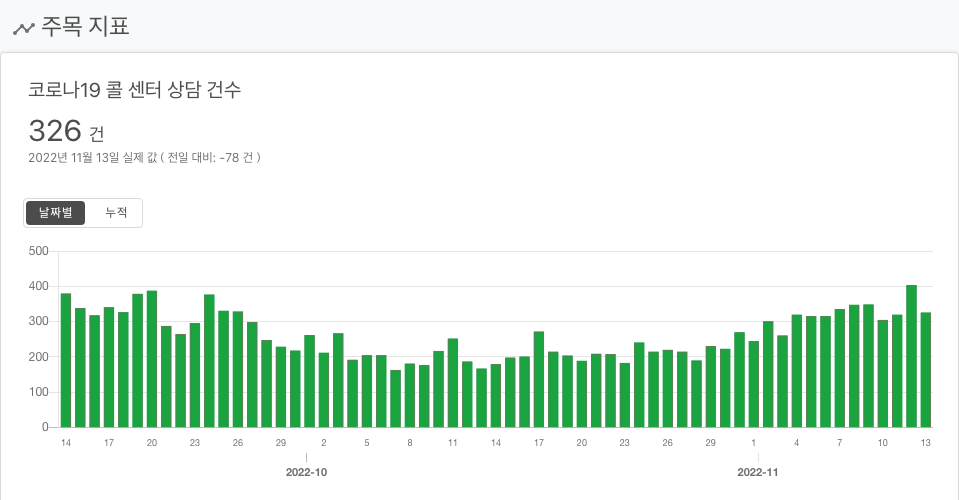 주목 지표
코로나19 콜 센터 상담 건수
326 건
2022년 11월 13일 실제 값 ( 전일 대비: -78 건 )
날짜별 누적
500
400
300
200
100
0
14 17 20 23 26 29 2 5 8 11 14 17 20 23 26 29 1 4 7 10 13
2022-10 2022-11